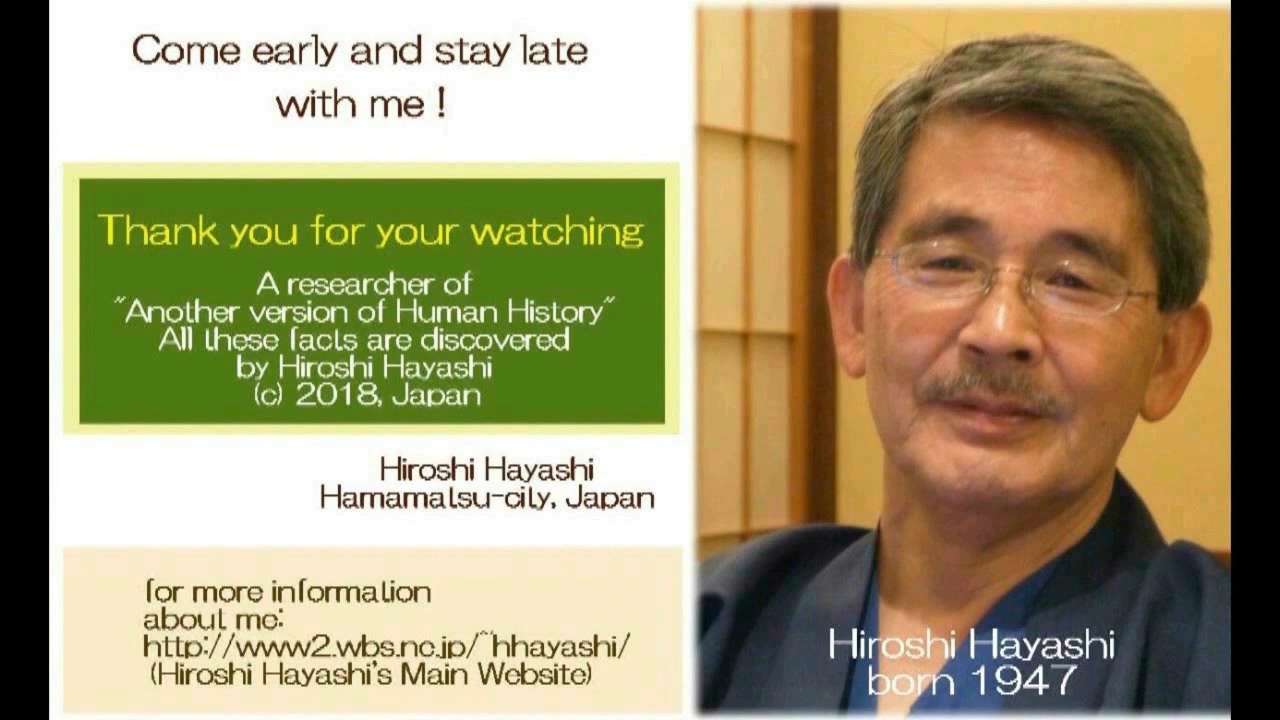 Come early and stay late
with me !
Thank you for your watching
A researcher of
"Another version of Human History"
All these facts are discovered
by Hiroshi Hayashi
(c) 2018, Japan
Hiroshi Hayashi
Hamamatsu-city, Japan
for more information
about me:
http://www2.wbs.ne.jp/~hhayashi/
(Hiroshi Hayashi's Main Website)
Hiroshi Hayashi
born 1947